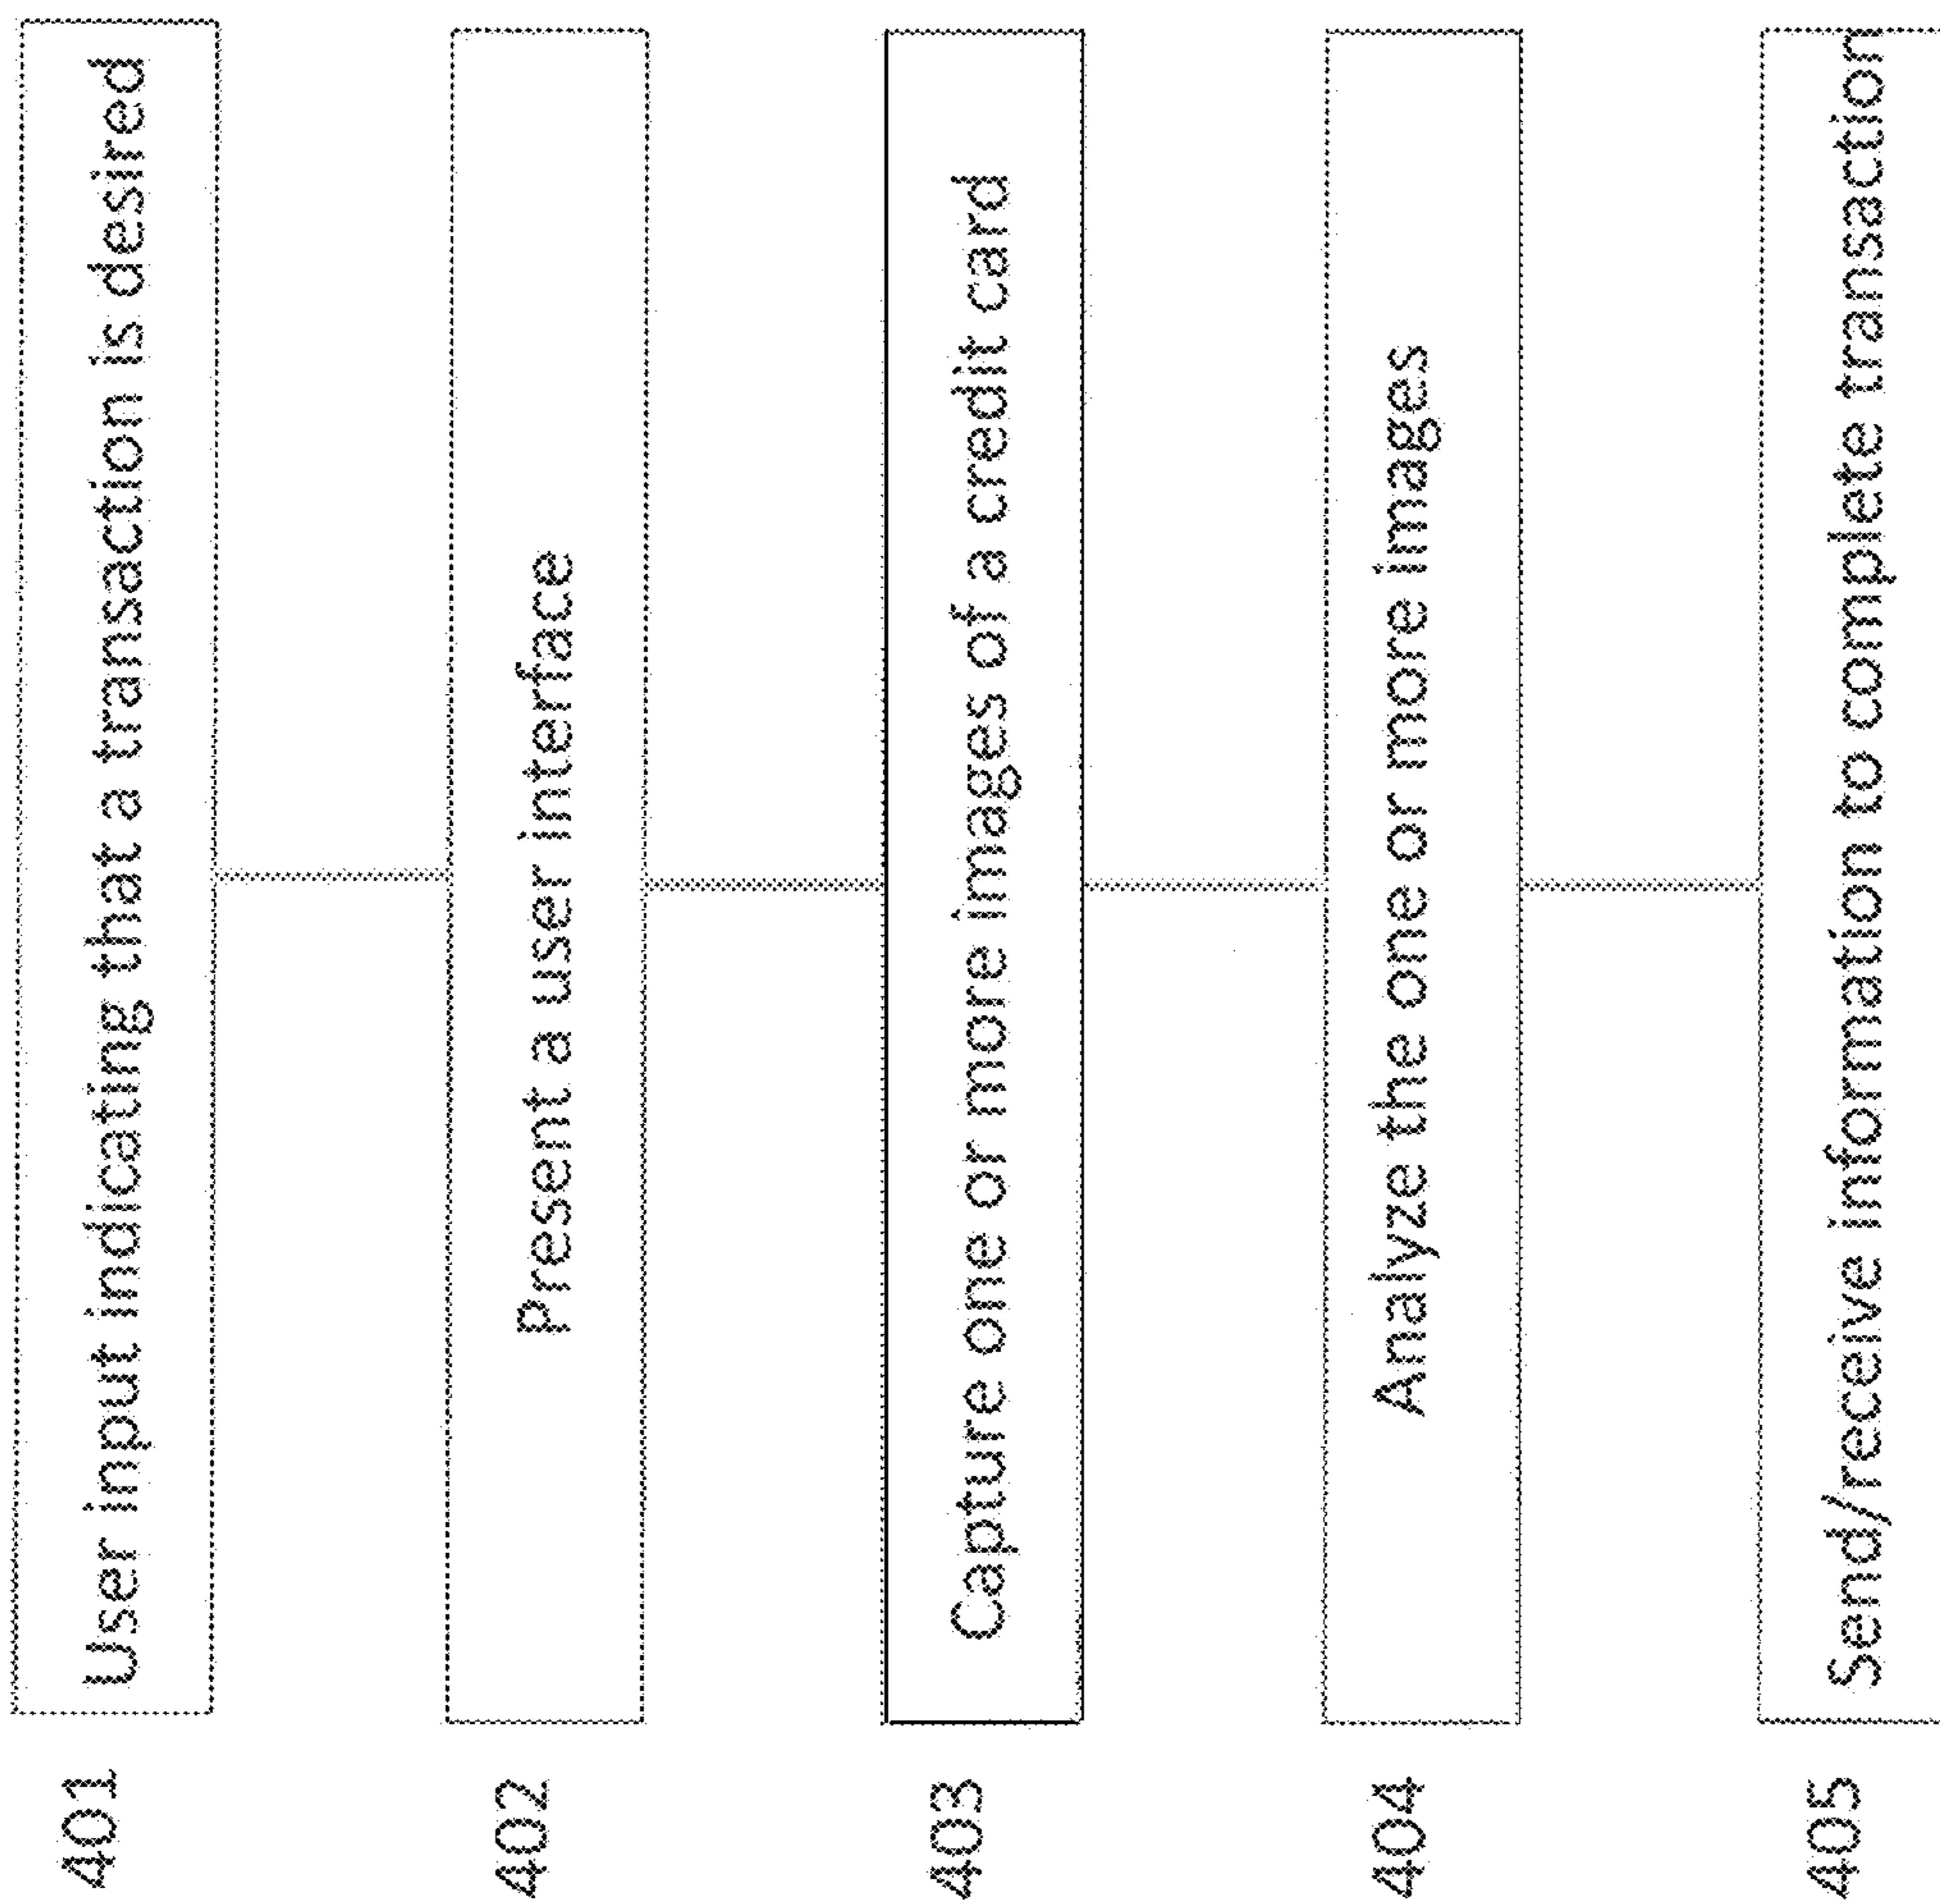 401 User input indicating that a transaction is desired
402 Present a user interface
403 Capture one or more images of a credit card
404 Analyze the one or more images
405 Send/receive information to complete transaction